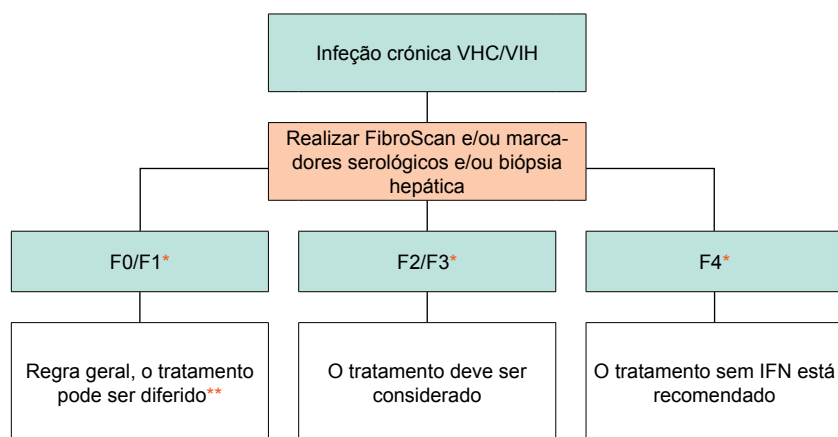 Infeção crónica VHC/VIH
Realizar FibroScan e/ou marca-
dores serológicos e/ou biópsia
hepática
F0/F1*
F2/F3*
F4*
Regra geral, o tratamento
pode ser diferido**
O tratamento deve ser
considerado
O tratamento sem IFN está
recomendado